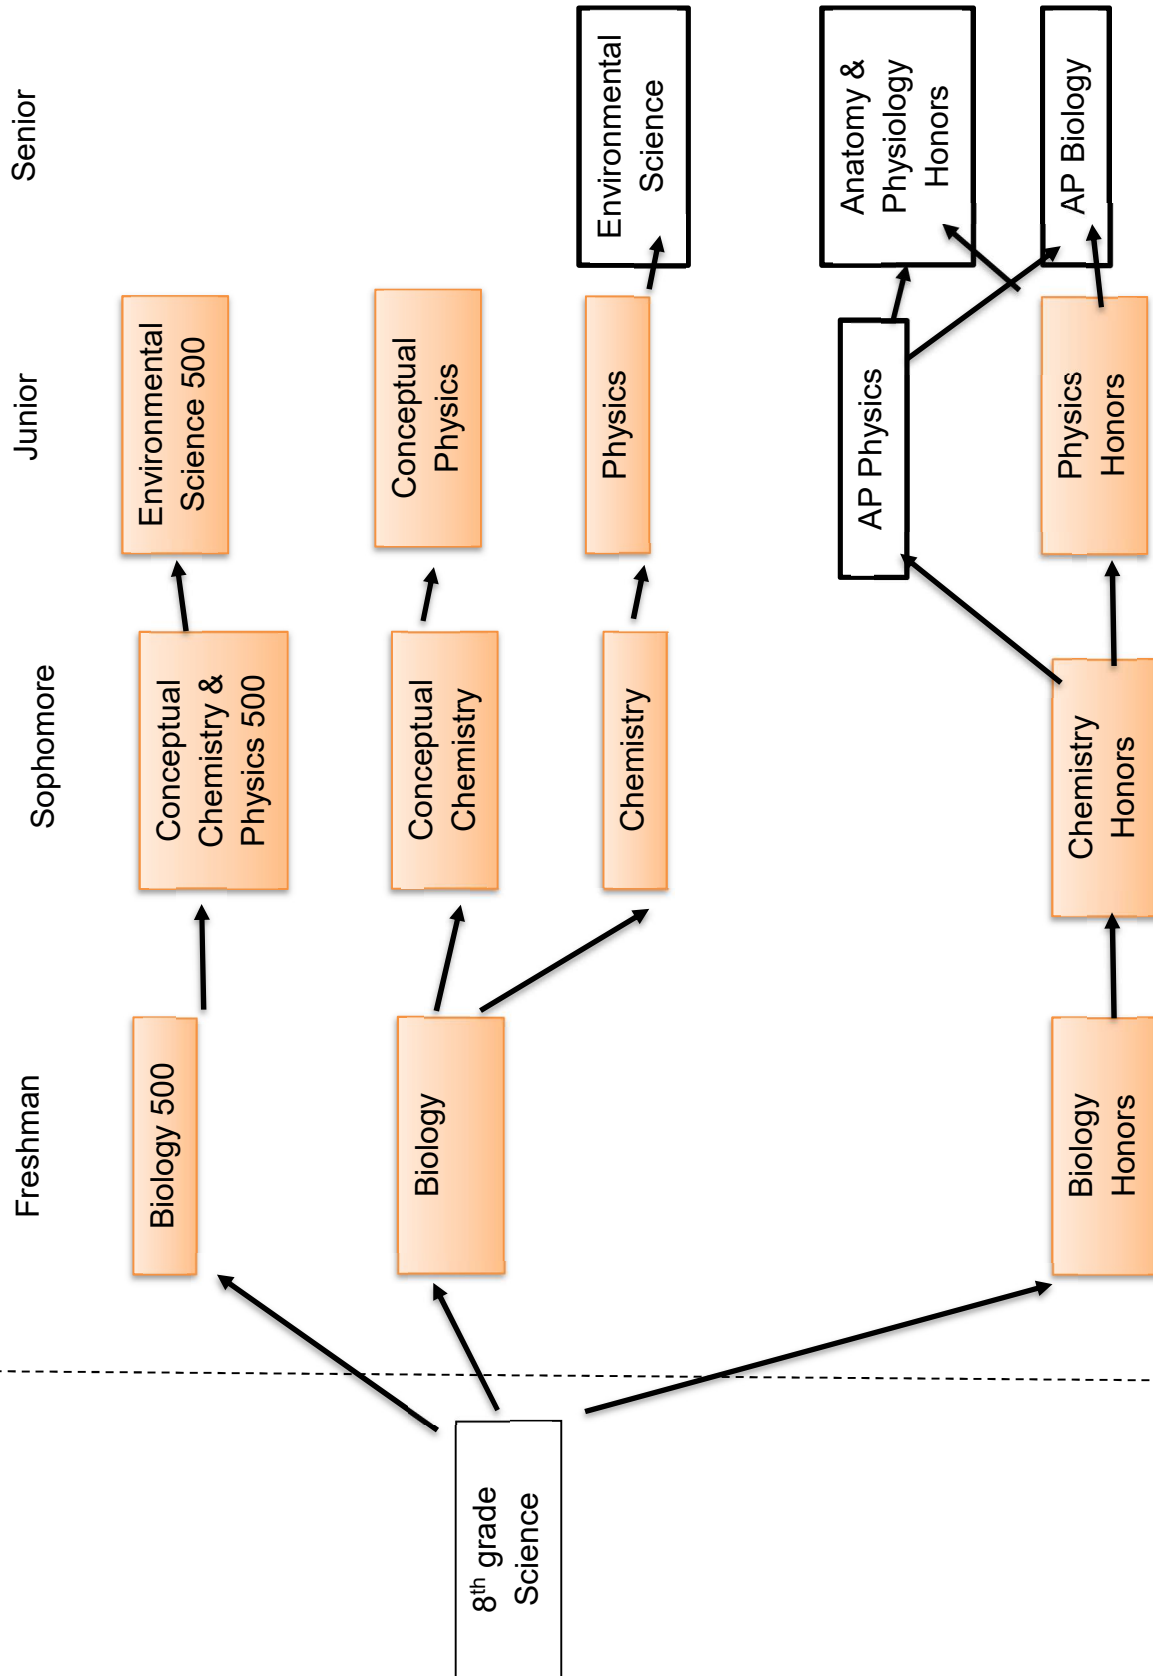 Freshman
Sophomore
Junior
Senior
8th grade
Science
Biology 500
Conceptual
Chemistry &
Physics 500
Environmental
Science 500
Biology
Conceptual
Chemistry
Conceptual
Physics
Chemistry
Physics
Environmental
Science
AP Physics
Anatomy &
Physiology
Honors
Biology
Honors
Chemistry
Honors
Physics
Honors
AP Biology